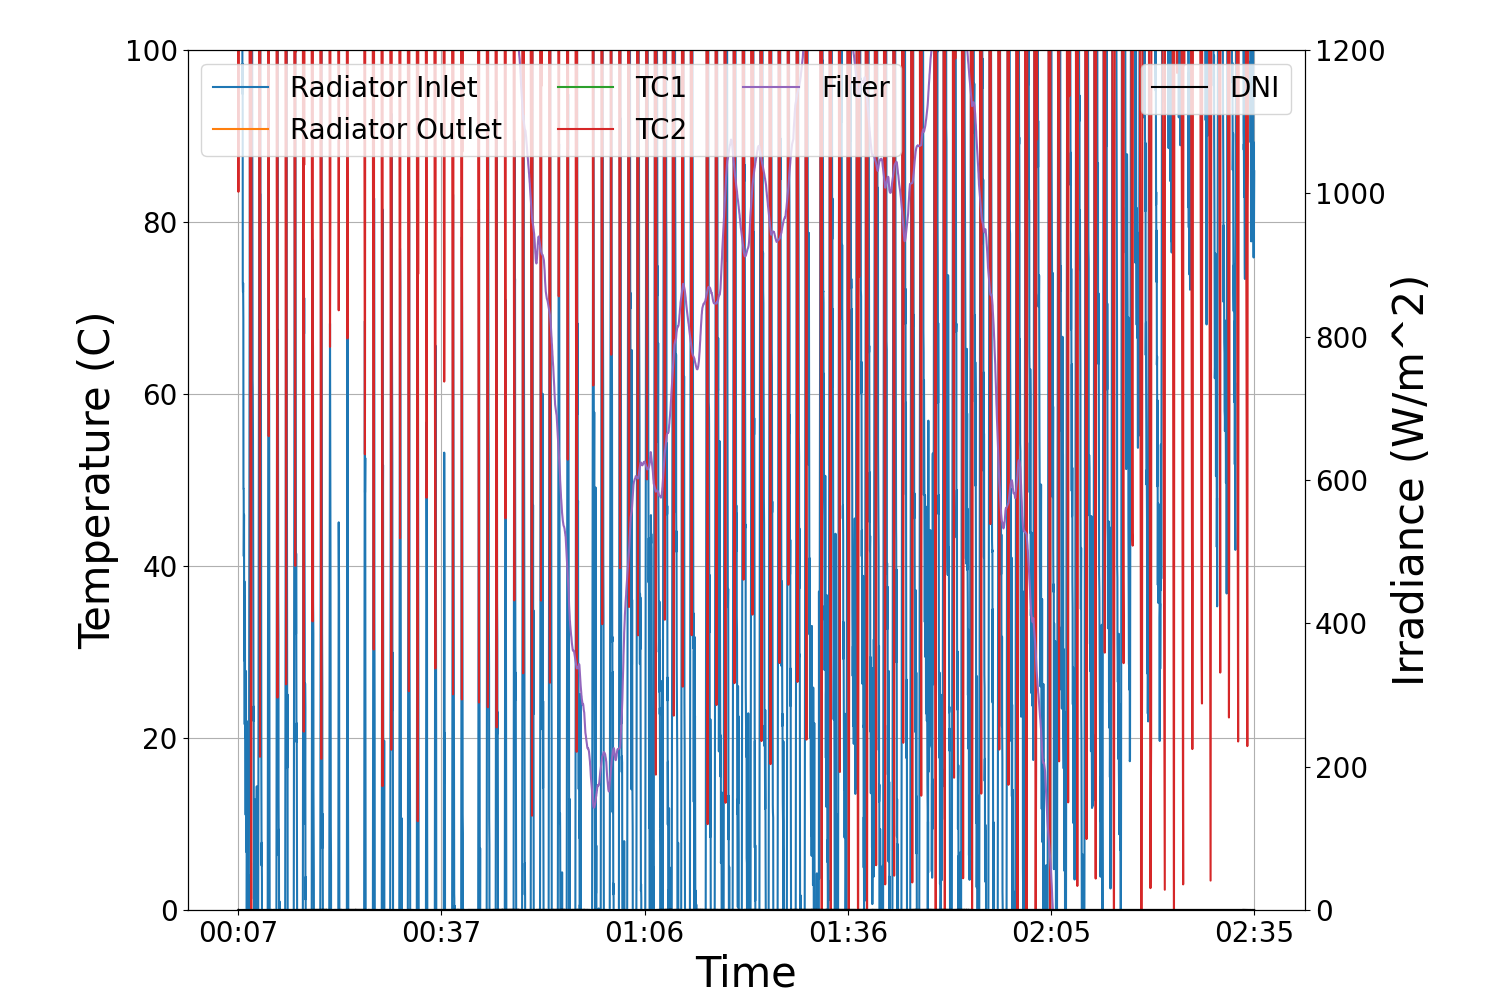 100
80
60
40
20
0
Temperature (C)
Radiator Inlet
Radiator Outlet
TC1
TC2
Filter
DNI
1200
1000
800
600
400
200
0
Irradiance (W/m^2)
00:07
00:37
01:06
01:36
02:05
02:35
Time